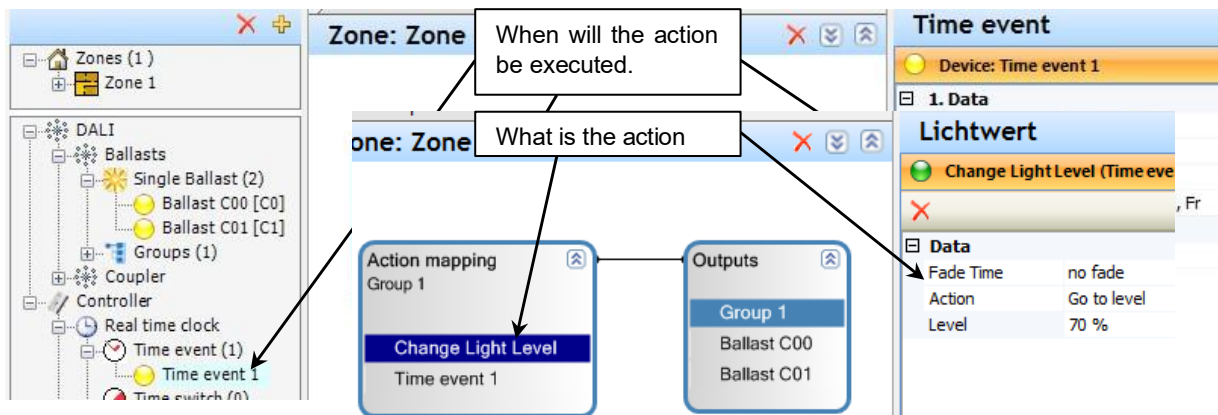 Zones (1 )
Zone 1
DALI
Ballasts
Single Ballast (2)
Ballast C00 [C0]
Ballast C01 [C1]
Groups (1)
Coupler
Controller
Real time clock
Time event (1)
Time event 1
Time switch (0)
Zone: Zone
When will the action
be executed.
one: Zone
What is the action
Action mapping
Group 1
Change Light Level
Time event 1
Outputs
Group 1
Ballast C00
Ballast C01
Time event
Device: Time event 1
1. Data
Lichtwert
Change Light Level (Time eve
, Fr
Data
Fade Time no fade
Action Go to level
Level 70 %